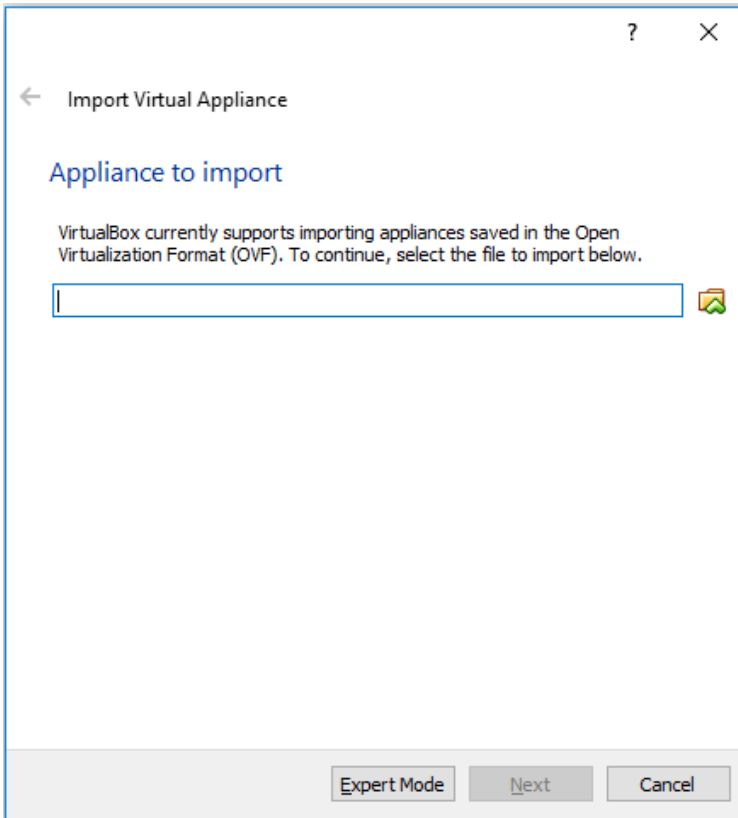 ?
Import Virtual Appliance
Appliance to import
VirtualBox currently supports importing appliances saved in the Open
Virtualization Format (OVF). To continue, select the file to import below.
Expert Mode Next Cancel